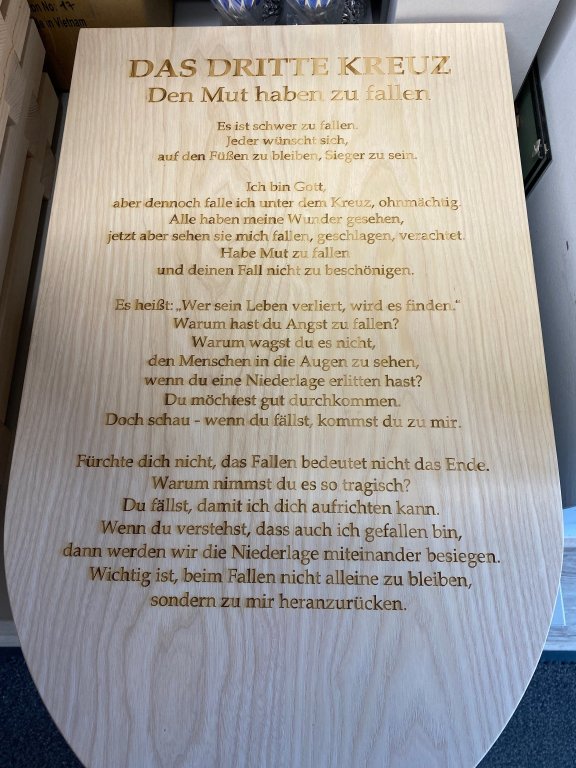 ion No. 17
de in Vietnam
DAS DRITTE KREUZ
Den Mut haben zu fallen
Es ist schwer zu fallen.
Jeder wünscht sich,
auf den Füßen zu bleiben, Sieger zu sein.
Ich bin Gott,
aber dennoch falle ich unter dem Kreuz, ohnmächtig.
Alle haben meine Wunder gesehen,
jetzt aber sehen sie mich fallen, geschlagen, verachtet.
Habe Mut zu fallen
und deinen Fall nicht zu beschönigen.
Es heißt: „Wer sein Leben verliert, wird es finden.“
Warum hast du Angst zu fallen?
Warum wagst du es nicht,
den Menschen in die Augen zu sehen,
wenn du eine Niederlage erlitten hast?
Du möchtest gut durchkommen.
Doch schau - wenn du fällst, kommst du zu mir.
Fürchte dich nicht, das Fallen bedeutet nicht das Ende.
Warum nimmst du es so tragisch?
Du fällst, damit ich dich aufrichten kann.
Wenn du verstehst, dass auch ich gefallen bin,
dann werden wir die Niederlage miteinander besiegen.
Wichtig ist, beim Fallen nicht alleine zu bleiben,
sondern zu mir heranzurücken.